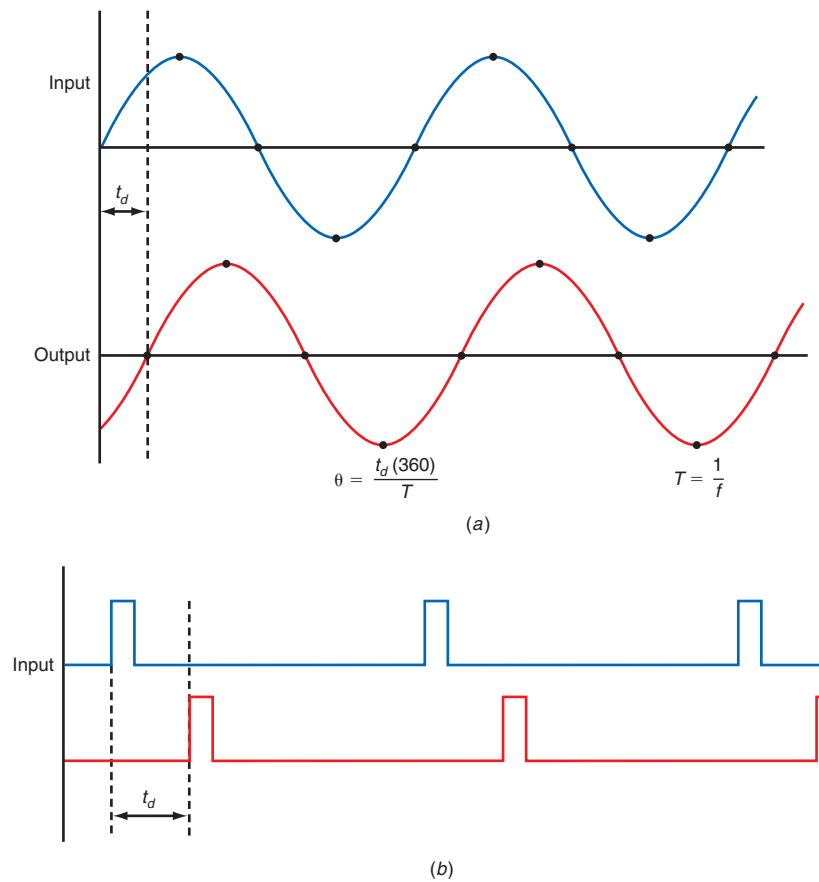 Input
t_d
Output
θ = t_d (360) / T
T = 1 / f
(a)
Input
t_d
(b)